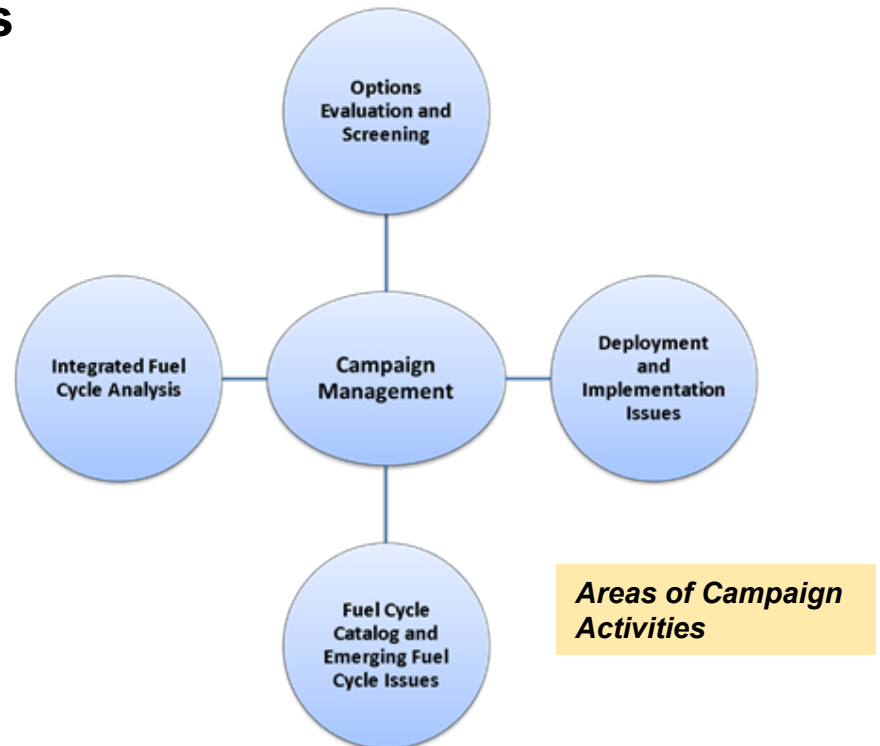 s
Options
Evaluation and
Screening
Integrated Fuel
Cycle Analysis
Campaign
Management
Deployment
and
Implementation
Issues
Fuel Cycle
Catalog and
Emerging Fuel
Cycle Issues
Areas of Campaign
Activities